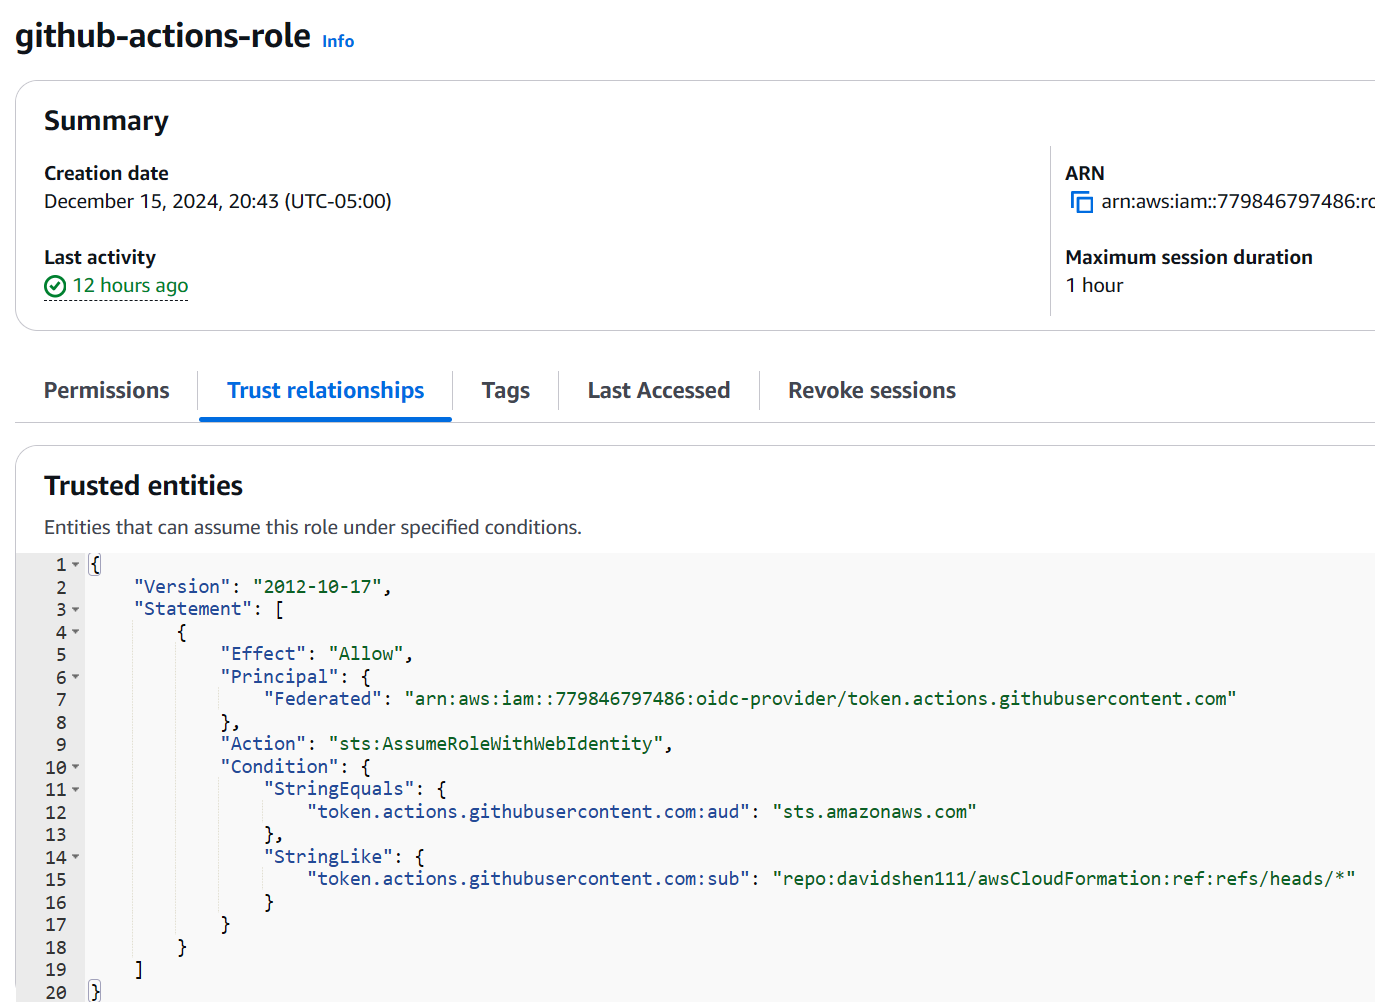 github-actions-role Info
Summary
Creation date
December 15, 2024, 20:43 (UTC-05:00)
ARN
arn:aws:iam::779846797486:ro
Last activity
12 hours ago
Maximum session duration
1 hour
Permissions Trust relationships Tags Last Accessed Revoke sessions
Trusted entities
Entities that can assume this role under specified conditions.
1 {
2     "Version": "2012-10-17",
3     "Statement": [
4         {
5             "Effect": "Allow",
6             "Principal": {
7                 "Federated": "arn:aws:iam::779846797486:oidc-provider/token.actions.githubusercontent.com"
8             },
9             "Action": "sts:AssumeRoleWithWebIdentity",
10             "Condition": {
11                 "StringEquals": {
12                     "token.actions.githubusercontent.com:aud": "sts.amazonaws.com"
13                 },
14                 "StringLike": {
15                     "token.actions.githubusercontent.com:sub": "repo:davidshen111/awsCloudFormation:ref:refs/heads/*"
16                 }
17             }
18         }
19     ]
20 }